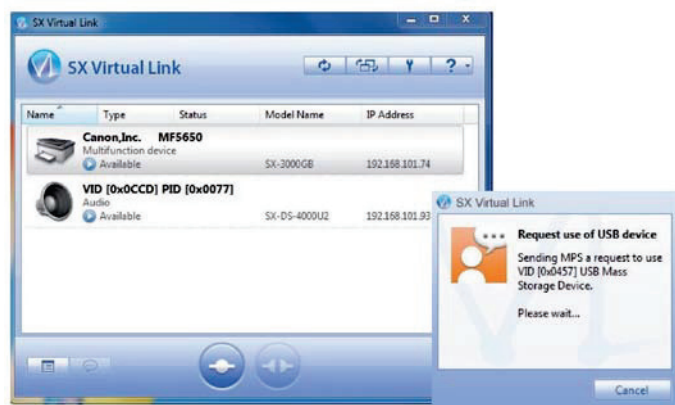 SX Virtual Link
SX Virtual Link
?
Name Type Status Model Name IP Address
Canon,Inc. MF5650
Multifunction device
Available SX-3000GB 192.168.101.74
VID [0x0CCD] PID [0x0077]
Audio
Available SX-DS-4000U2 192.168.101.93
SX Virtual Link
Request use of USB device
Sending MPS a request to use
VID [0x0457] USB Mass
Storage Device.
Please wait...
Cancel